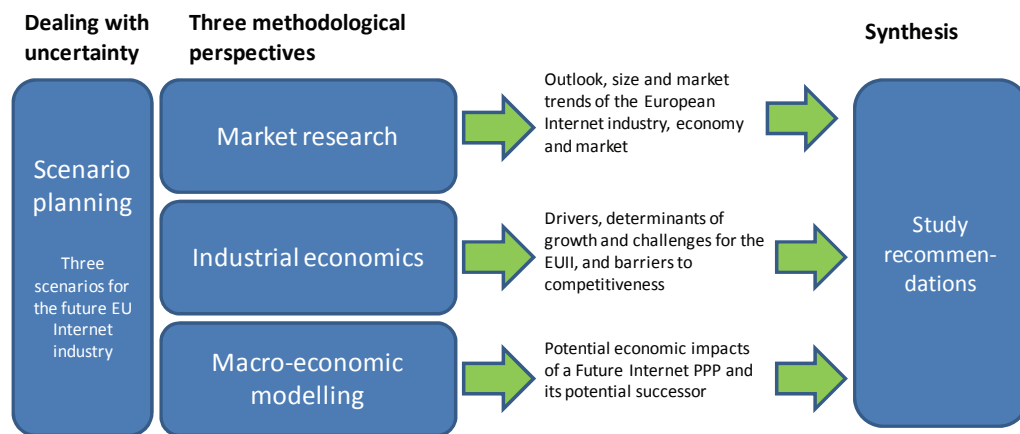 Dealing with
uncertainty
Three methodological
perspectives
Synthesis
Scenario
planning
Three
scenarios for
the future EU
Internet
industry
Market research
Outlook, size and market
trends of the European
Internet industry, economy
and market
Industrial economics
Drivers, determinants of
growth and challenges for the
EUII, and barriers to
competitiveness
Macro-economic
modelling
Potential economic impacts
of a Future Internet PPP and
its potential successor
Study
recommen-
dations